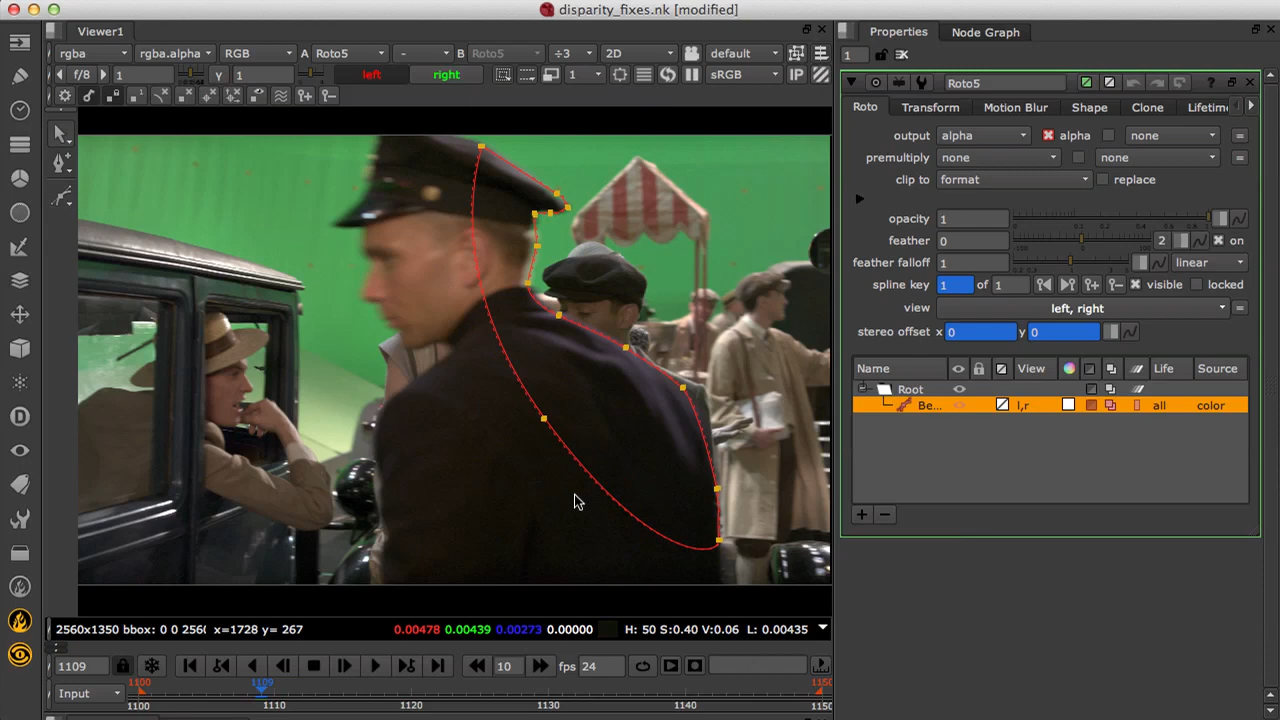 disparity_fixes.nk [modified]
Viewer1
Properties
Node Graph
rgba
rgba.alpha
RGB
A
Roto5
-
B
Roto5
÷3
2D
default
1
f/8
1
γ
1
left
right
1
sRGB
IP
Roto5
?
Roto
Transform
Motion Blur
Shape
Clone
Lifetim
output
alpha
alpha
none
=
premultiply
none
none
=
clip to
format
replace
opacity
1
feather
0
2
on
feather falloff
1
linear
spline key
1
of
1
visible
locked
view
left, right
=
stereo offset
x
0
y
0
Name
View
Life
Source
Root
Be...
l,r
all
color
2560x1350 bbox: 0 0 256
x=1728 y= 267
0.00478
0.00439
0.00273
0.00000
H: 50 S:0.40 V:0.06
L: 0.00435
1109
10
fps
24
Input
1100
1109
1150
1100
1110
1120
1130
1140
1150